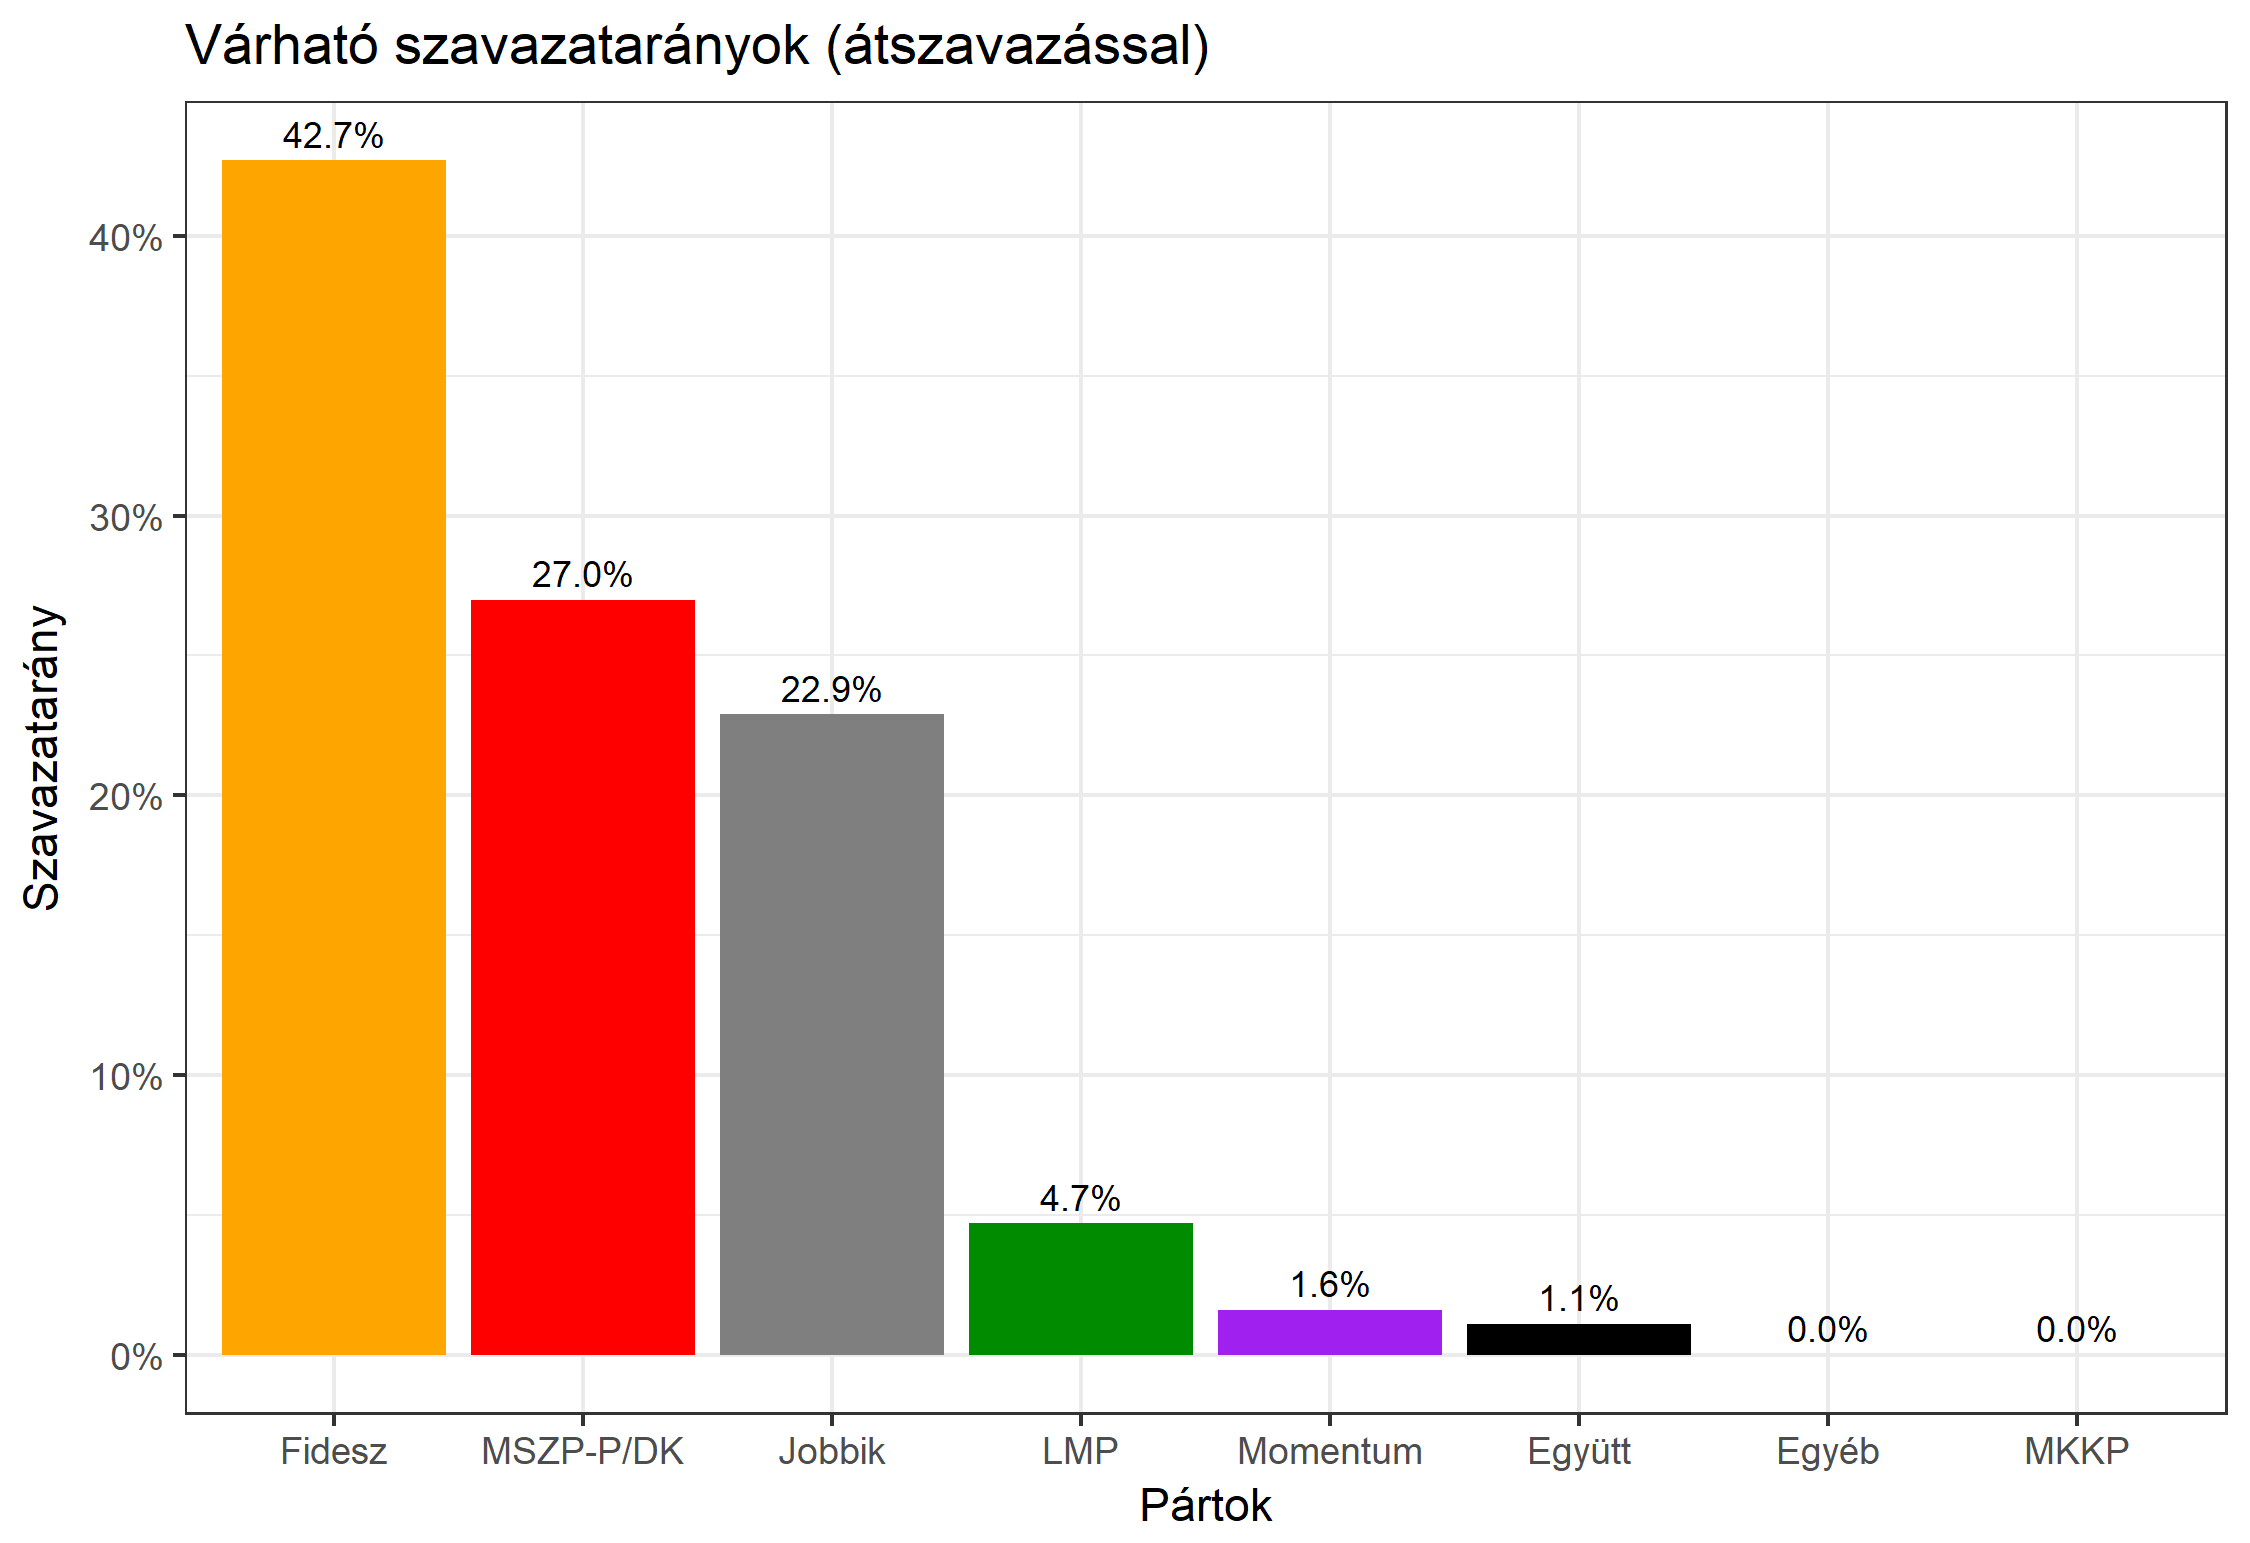 Várható szavazatarányok (átszavazással)
42.7%
27.0%
22.9%
4.7%
1.6%
1.1%
0.0%
0.0%
40%
30%
20%
10%
0%
Szavazatarány
Fidesz
MSZP-P/DK
Jobbik
LMP
Momentum
Együtt
Egyéb
MKKP
Pártok